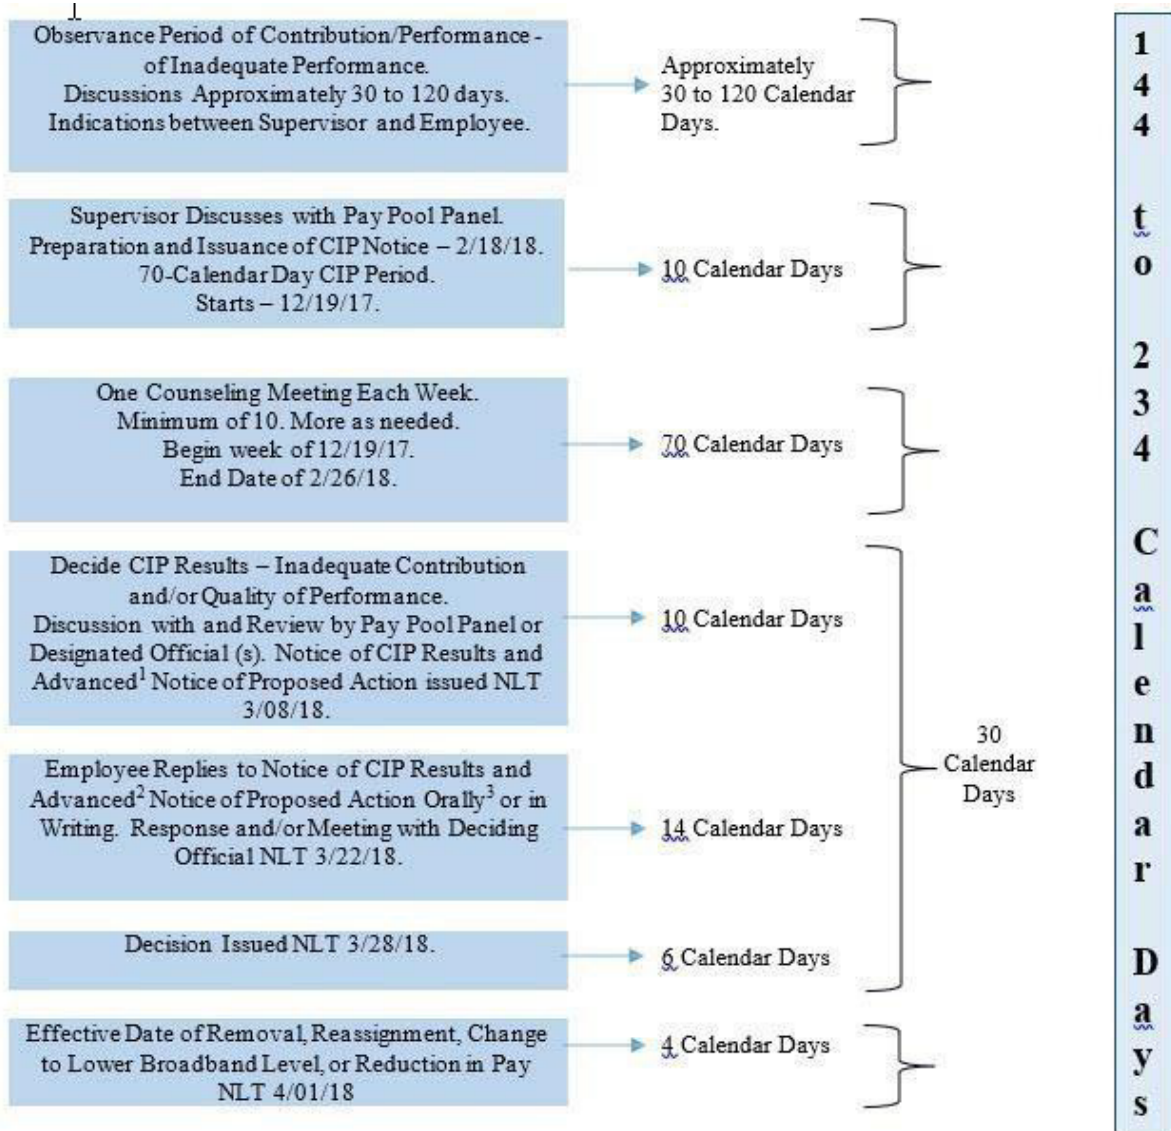 Observance Period of Contribution/Performance -
of Inadequate Performance.
Discussions Approximately 30 to 120 days.
Indications between Supervisor and Employee.
Approximately
30 to 120 Calendar
Days.
Supervisor Discusses with Pay Pool Panel.
Preparation and Issuance of CIP Notice – 2/18/18.
70-Calendar Day CIP Period.
Starts – 12/19/17.
10 Calendar Days
One Counseling Meeting Each Week.
Minimum of 10. More as needed.
Begin week of 12/19/17.
End Date of 2/26/18.
70 Calendar Days
Decide CIP Results – Inadequate Contribution
and/or Quality of Performance.
Discussion with and Review by Pay Pool Panel or
Designated Official (s). Notice of CIP Results and
Advanced¹ Notice of Proposed Action issued NLT
3/08/18.
10 Calendar Days
Employee Replies to Notice of CIP Results and
Advanced² Notice of Proposed Action Orally³ or in
Writing. Response and/or Meeting with Deciding
Official NLT 3/22/18.
14 Calendar Days
Decision Issued NLT 3/28/18.
6 Calendar Days
30
Calendar
Days
Effective Date of Removal, Reassignment, Change
to Lower Broadband Level, or Reduction in Pay
NLT 4/01/18
4 Calendar Days
144 to 234 Calendar Days